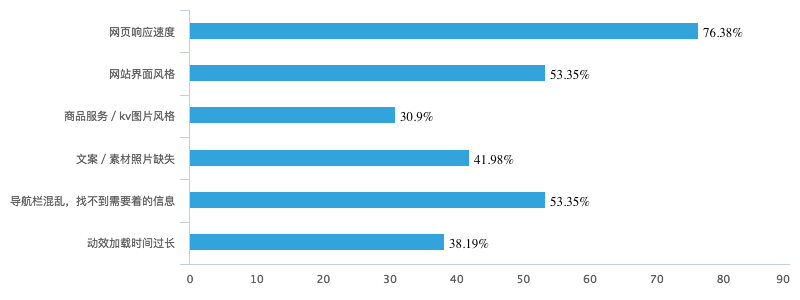 网页响应速度 76.38%
网站界面风格 53.35%
商品服务 / kv图片风格 30.9%
文案 / 素材照片缺失 41.98%
导航栏混乱，找不到需要着的信息 53.35%
动效加载时间过长 38.19%
0 10 20 30 40 50 60 70 80 90